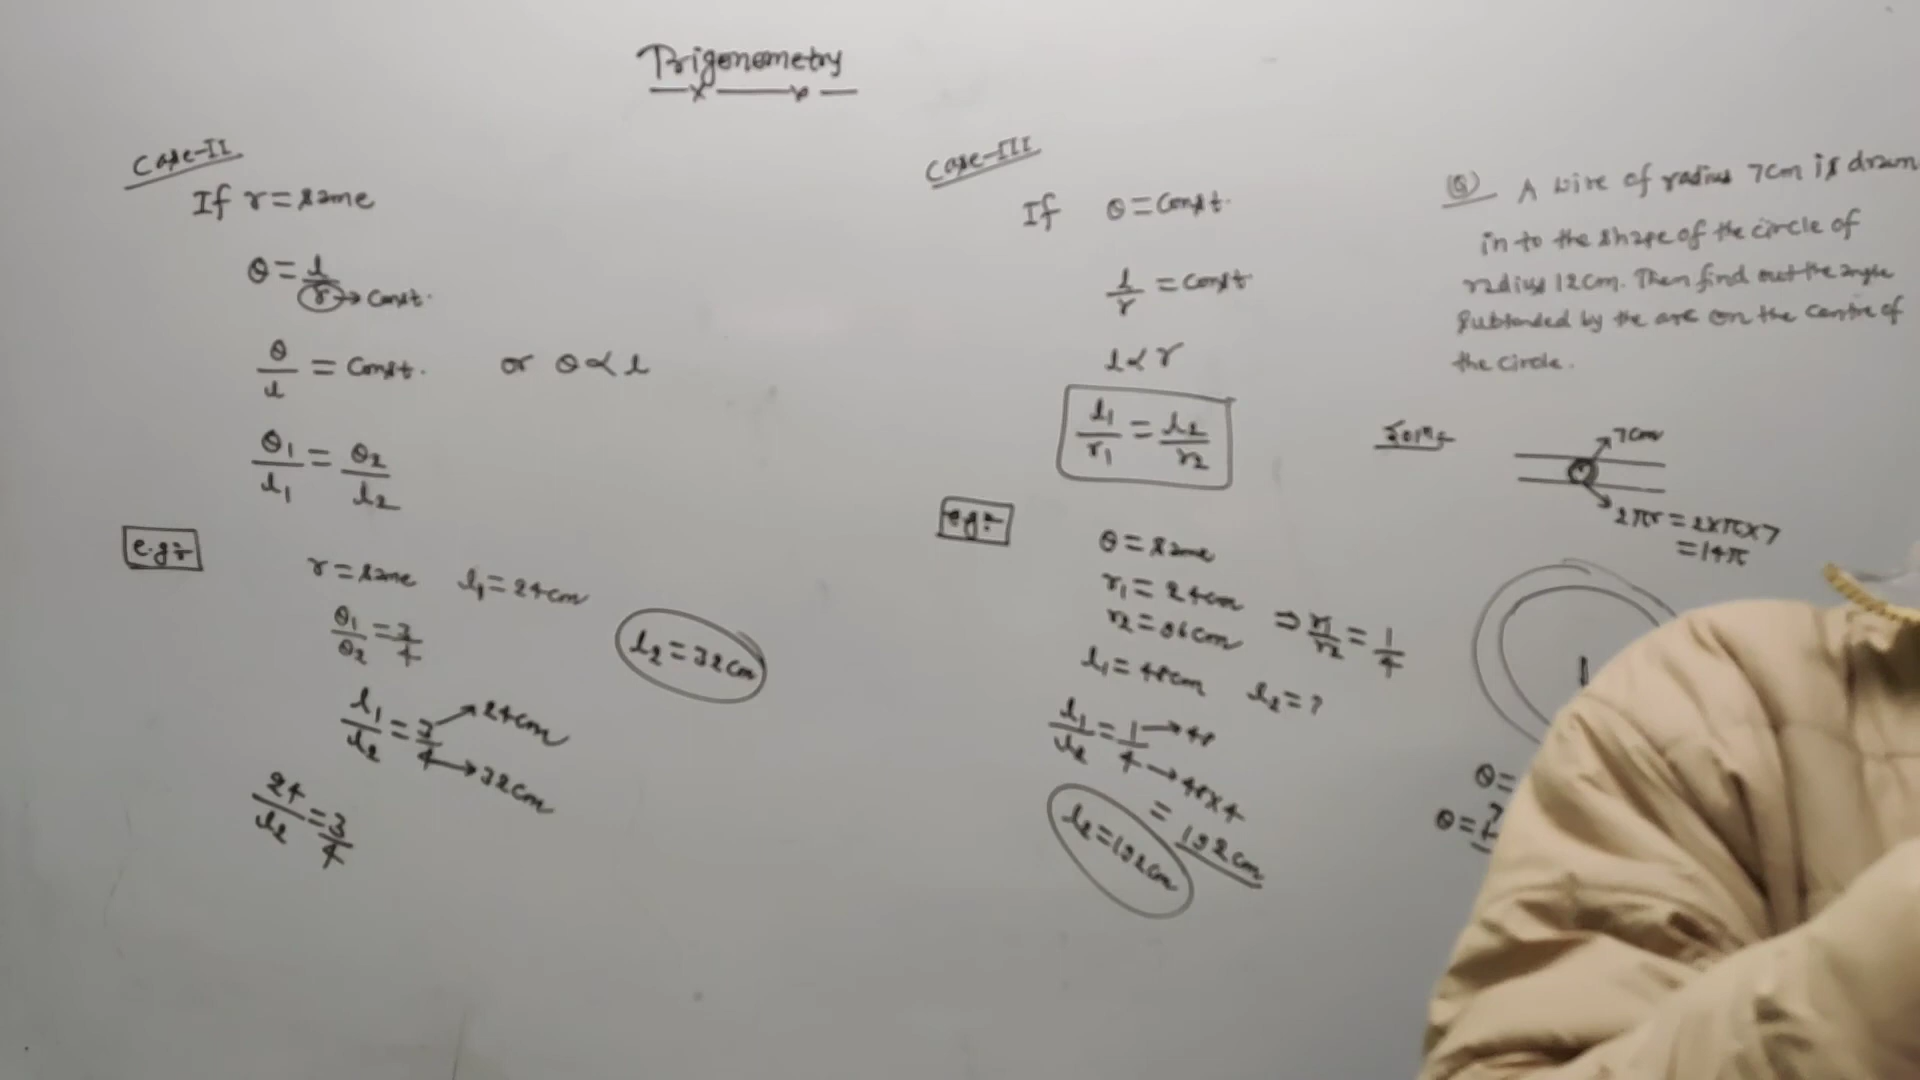 Trigonometry
Case-II
If r = same
θ = l/r → Const.
θ/l = Const. or θ ∝ l
θ1/l1 = θ2/l2
e.g:-
r = same l1 = 24cm
θ1/θ2 = 3/4
l2 = 32cm
l1/l2 = 3/4 → 24cm
→ 32cm
24/l2 = 3/4
Case-III
If θ = Const.
l/r = Const
l ∝ r
l1/r1 = l2/r2
e.g:-
θ = same
r1 = 24cm
r2 = 96cm ⇒ r1/r2 = 1/4
l1 = 48cm l2 = ?
l1/l2 = 1/4 → 48
→ 48×4
= 192cm
l2 = 192cm
Q) A wire of radius 7cm is drawn
in to the shape of the circle of
radius 12cm. Then find out the angle
Subtended by the arc on the centre of
the circle.
Soln:-
7cm
2πr = 2×π×7
= 14π
θ =
θ =